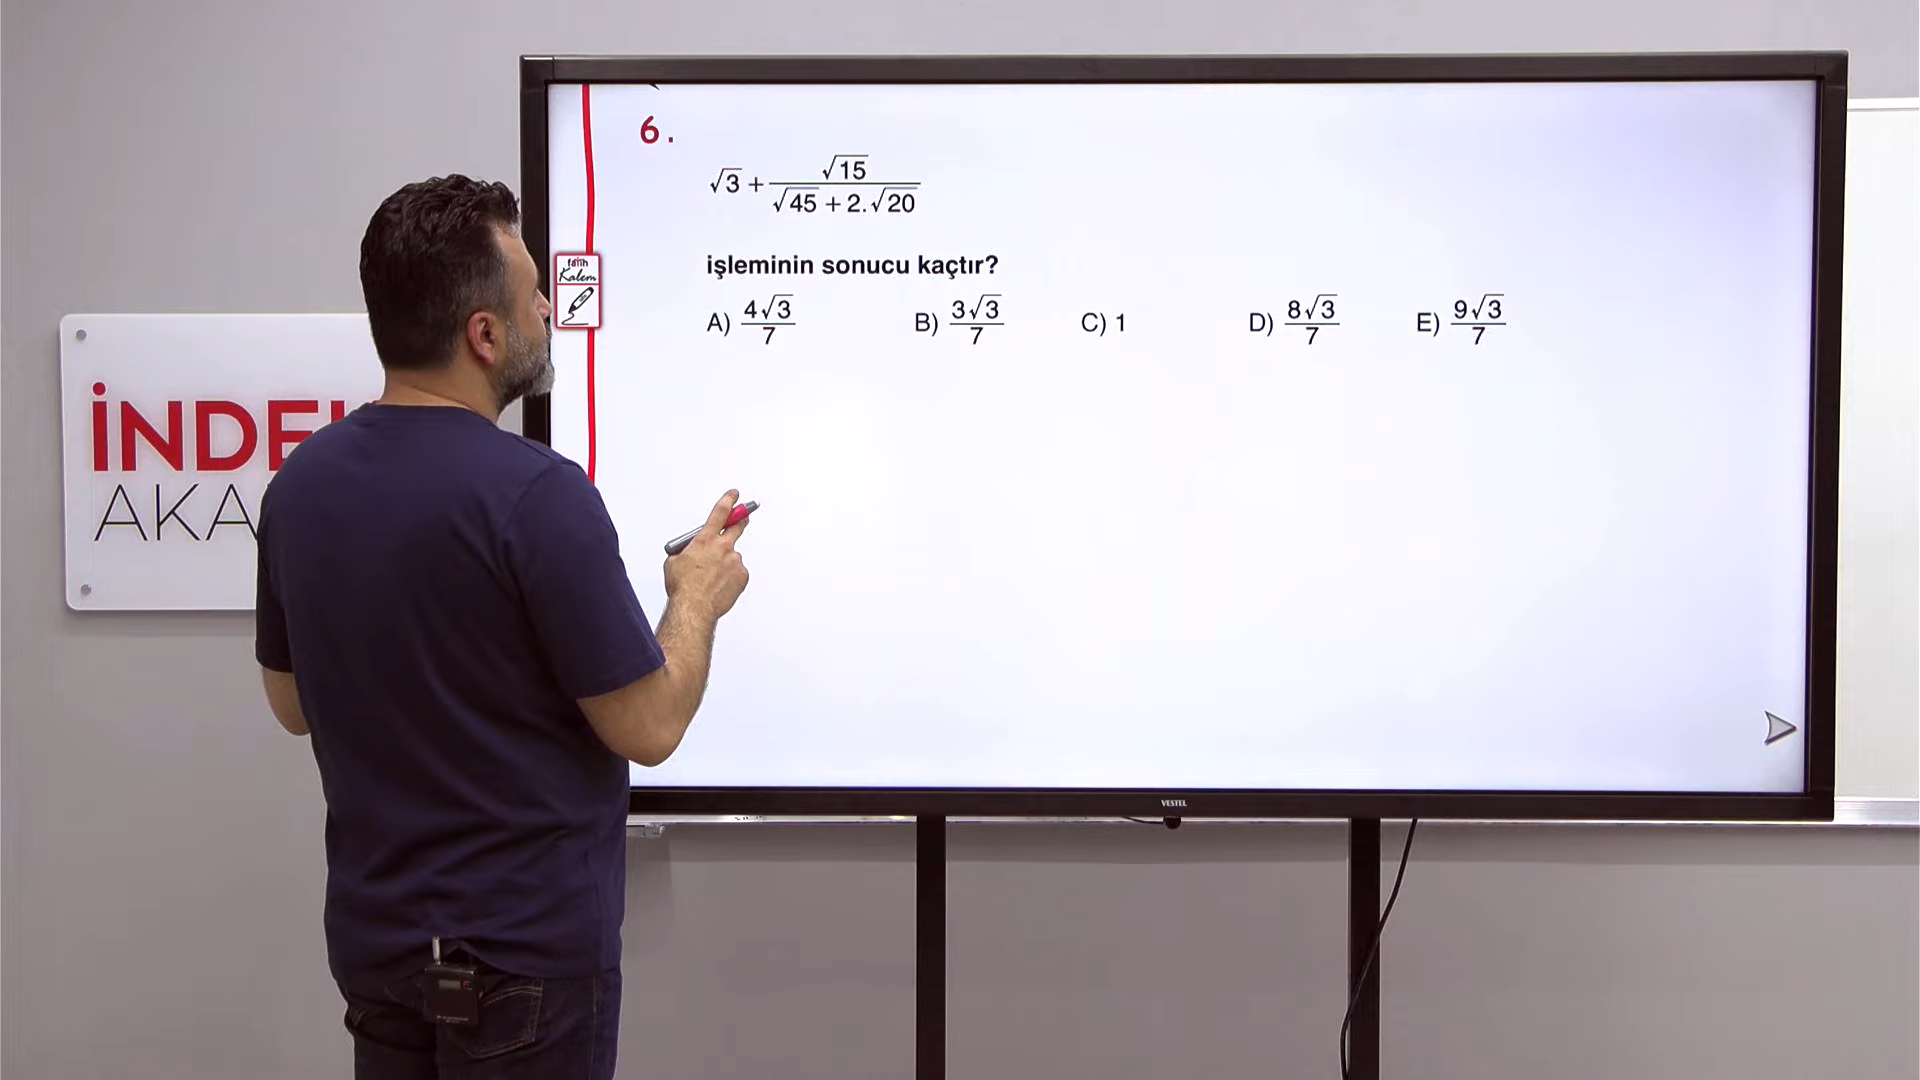 6.
√3 + √15 / (√45 + 2.√20)
işleminin sonucu kaçtır?
A) 4√3/7 B) 3√3/7 C) 1 D) 8√3/7 E) 9√3/7
fatih
Kalem
İNDE
AKA
VESTEL